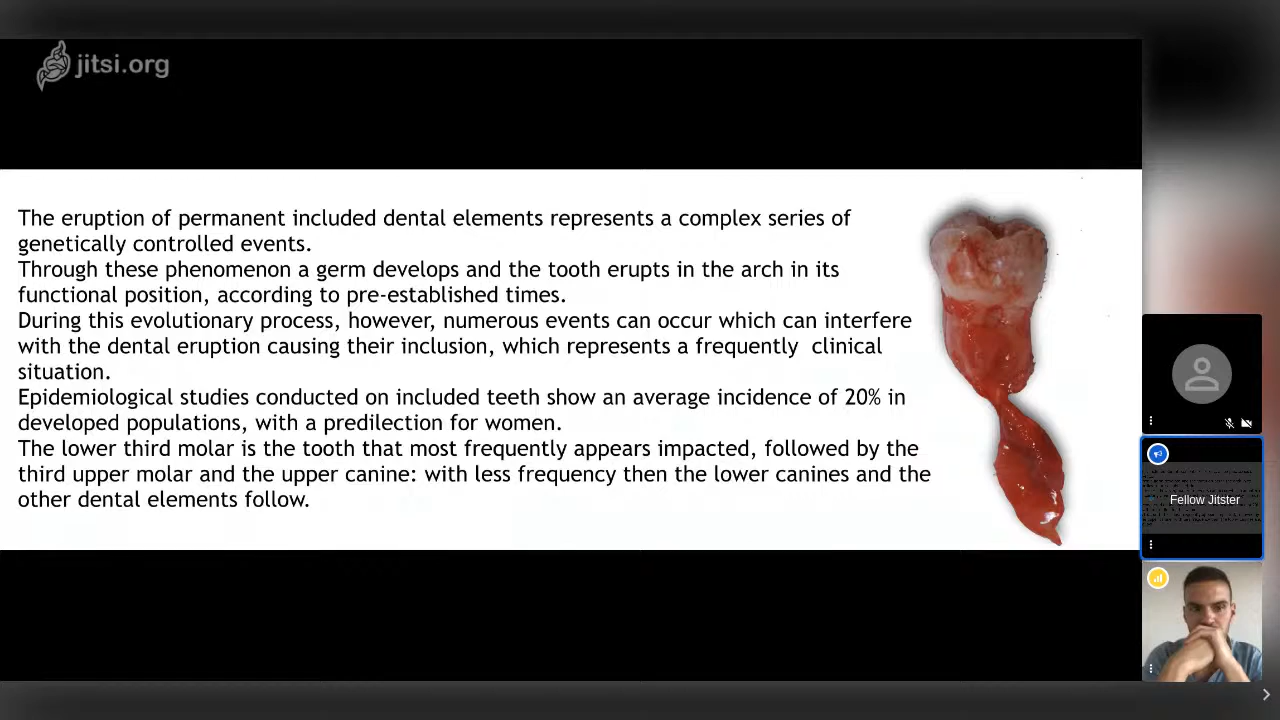 jitsi.org
The eruption of permanent included dental elements represents a complex series of
genetically controlled events.
Through these phenomenon a germ develops and the tooth erupts in the arch in its
functional position, according to pre-established times.
During this evolutionary process, however, numerous events can occur which can interfere
with the dental eruption causing their inclusion, which represents a frequently  clinical
situation.
Epidemiological studies conducted on included teeth show an average incidence of 20% in
developed populations, with a predilection for women.
The lower third molar is the tooth that most frequently appears impacted, followed by the
third upper molar and the upper canine: with less frequency then the lower canines and the
other dental elements follow.
Fellow Jitster